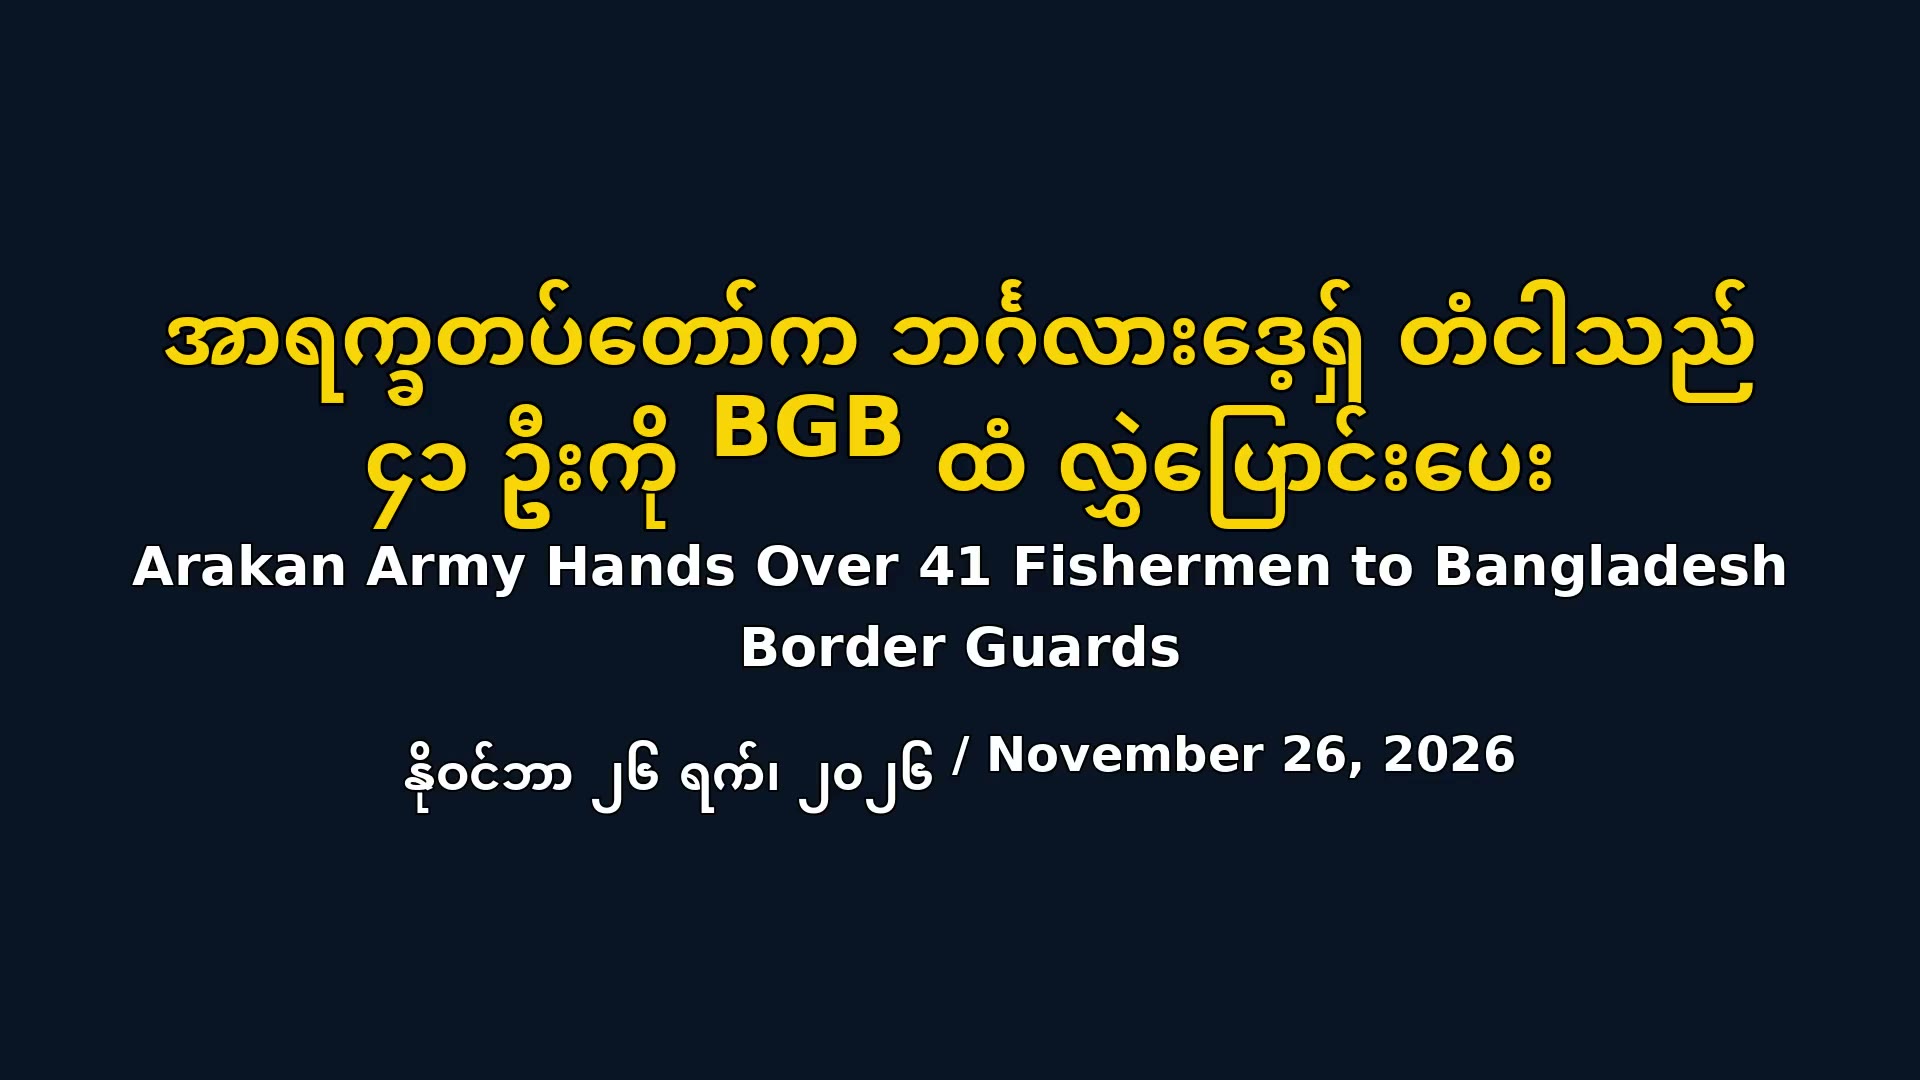 အာရက္ခတပ်တော်က ဘင်္ဂလားဒေ့ရှ် တံငါသည်
၄၁ ဦးကို BGB ထံ လွှဲပြောင်းပေး
Arakan Army Hands Over 41 Fishermen to Bangladesh
Border Guards
နိုဝင်ဘာ ၂၆ ရက်၊ ၂၀၂၆ / November 26, 2026